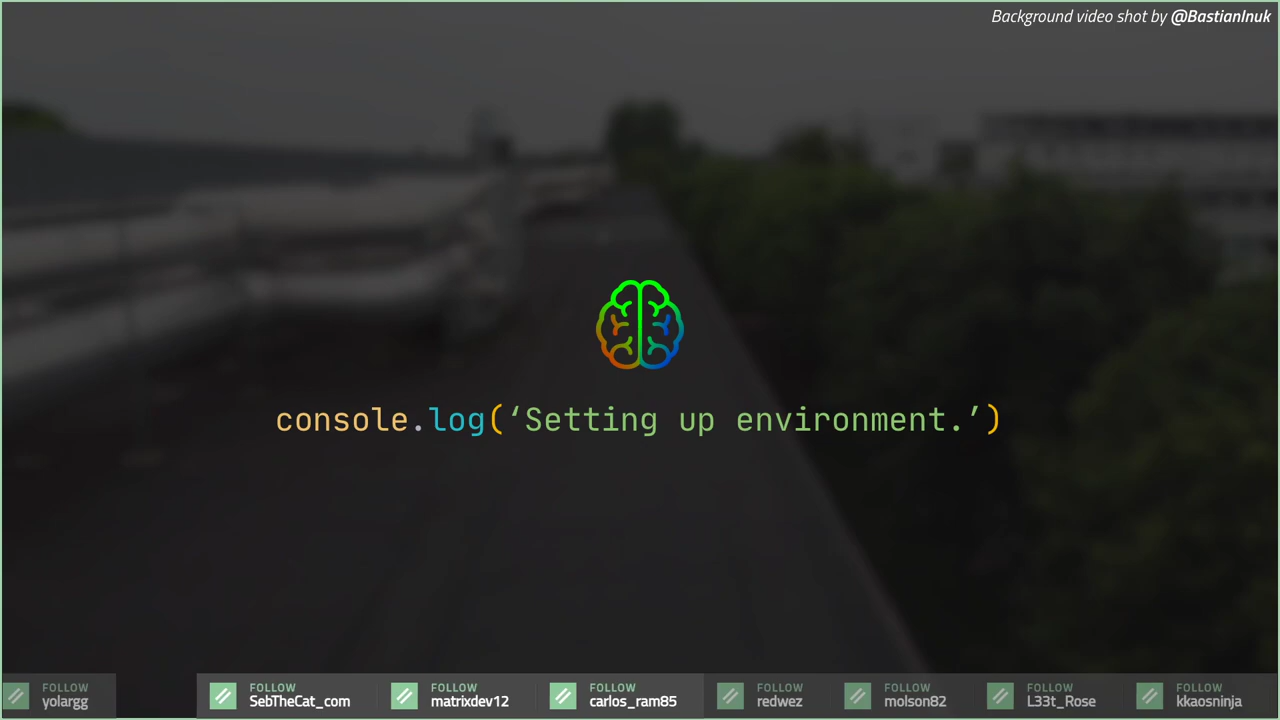 Background video shot by @BastianInuk
console.log(‘Setting up environment.’)
FOLLOW
yolargg
FOLLOW
SebTheCat_com
FOLLOW
matrixdev12
FOLLOW
carlos_ram85
FOLLOW
redwez
FOLLOW
molson82
FOLLOW
L33t_Rose
FOLLOW
kkaosninja